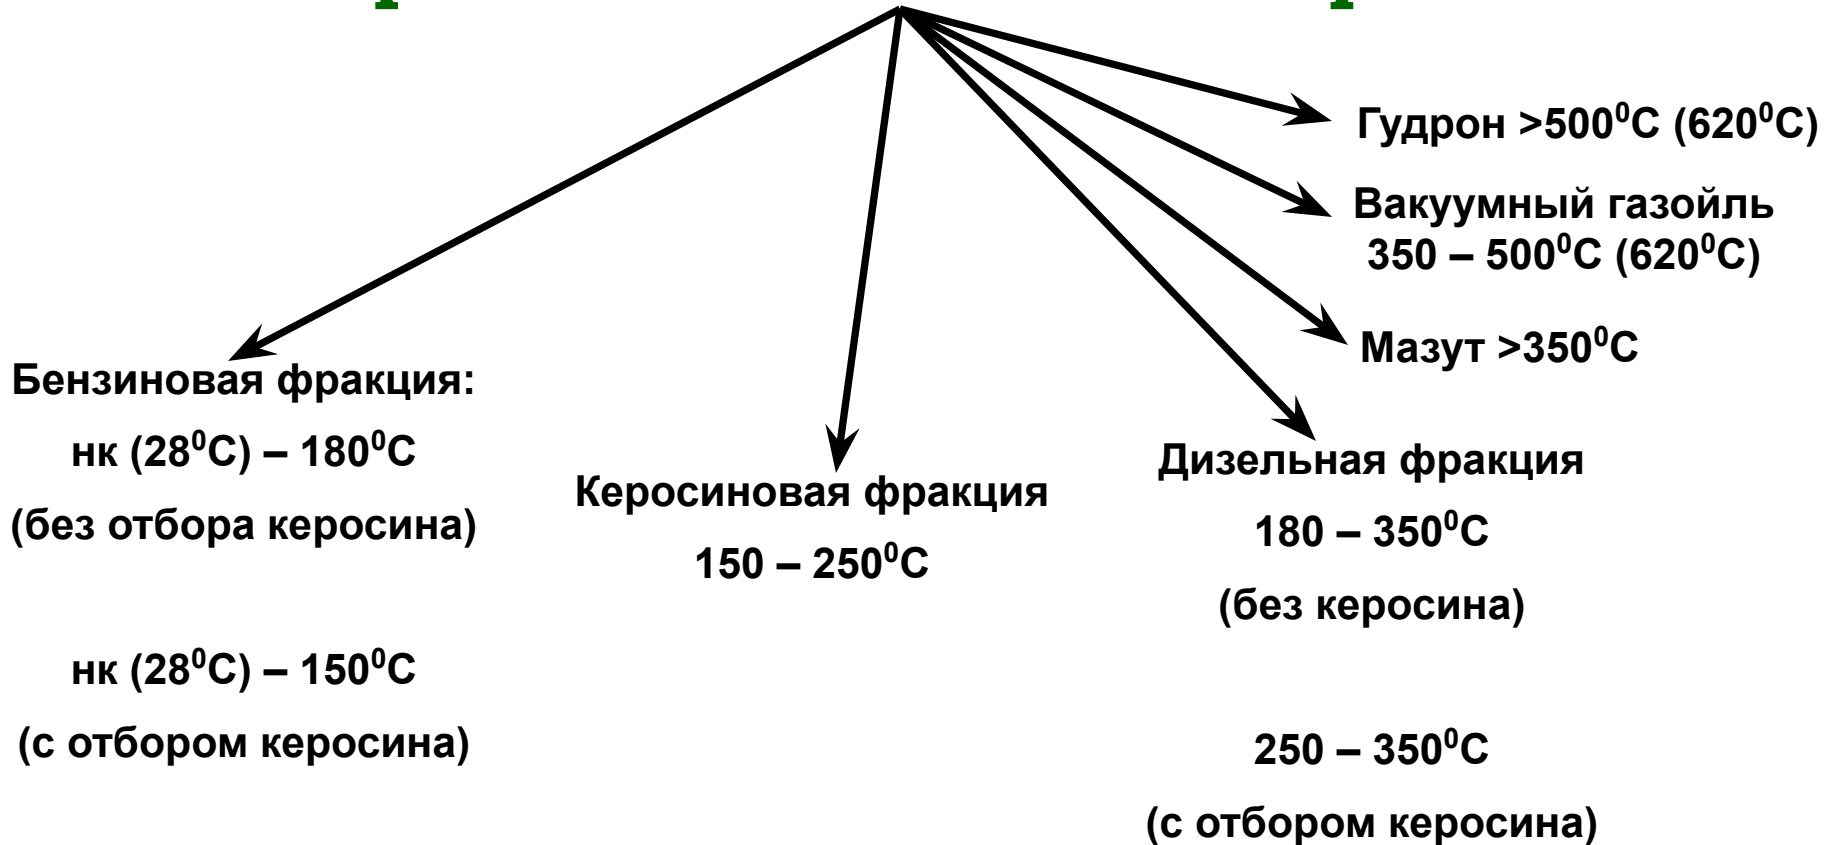 Гудрон >500⁰С (620⁰С)
Вакуумный газойль
350 – 500⁰С (620⁰С)
Мазут >350⁰С
Бензиновая фракция:
нк (28⁰С) – 180⁰С
(без отбора керосина)
нк (28⁰С) – 150⁰С
(с отбором керосина)
Керосиновая фракция
150 – 250⁰С
Дизельная фракция
180 – 350⁰С
(без керосина)
250 – 350⁰С
(с отбором керосина)